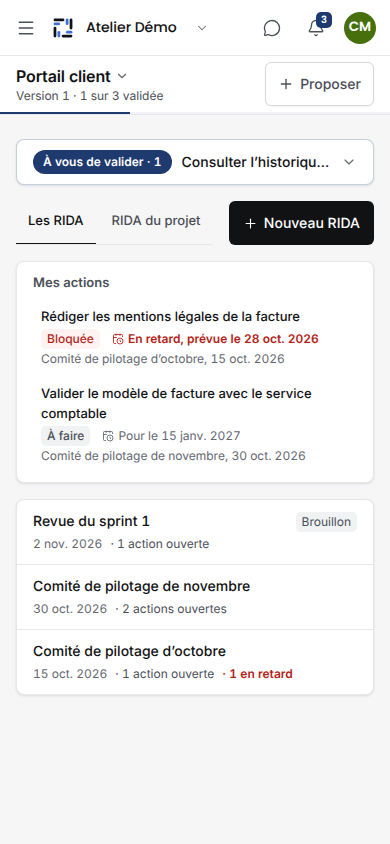 Atelier Démo
3
CM
Portail client
Version 1 · 1 sur 3 validée
+ Proposer
À vous de valider · 1 Consulter l’historiqu…
Les RIDA RIDA du projet + Nouveau RIDA
Mes actions
Rédiger les mentions légales de la facture
Bloquée En retard, prévue le 28 oct. 2026
Comité de pilotage d’octobre, 15 oct. 2026
Valider le modèle de facture avec le service
comptable
À faire Pour le 15 janv. 2027
Comité de pilotage de novembre, 30 oct. 2026
Revue du sprint 1 Brouillon
2 nov. 2026 · 1 action ouverte
Comité de pilotage de novembre
30 oct. 2026 · 2 actions ouvertes
Comité de pilotage d’octobre
15 oct. 2026 · 1 action ouverte · 1 en retard